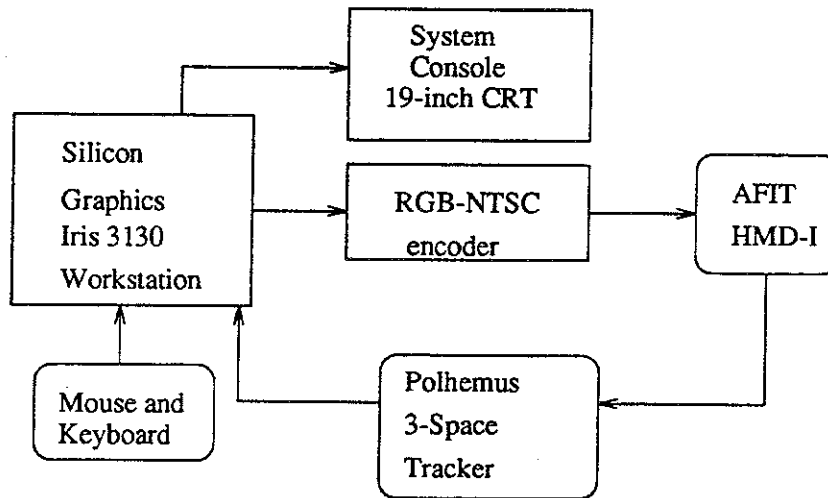 System
Console
19-inch CRT
Silicon
Graphics
Iris 3130
Workstation
RGB-NTSC
encoder
AFIT
HMD-I
Mouse and
Keyboard
Polhemus
3-Space
Tracker